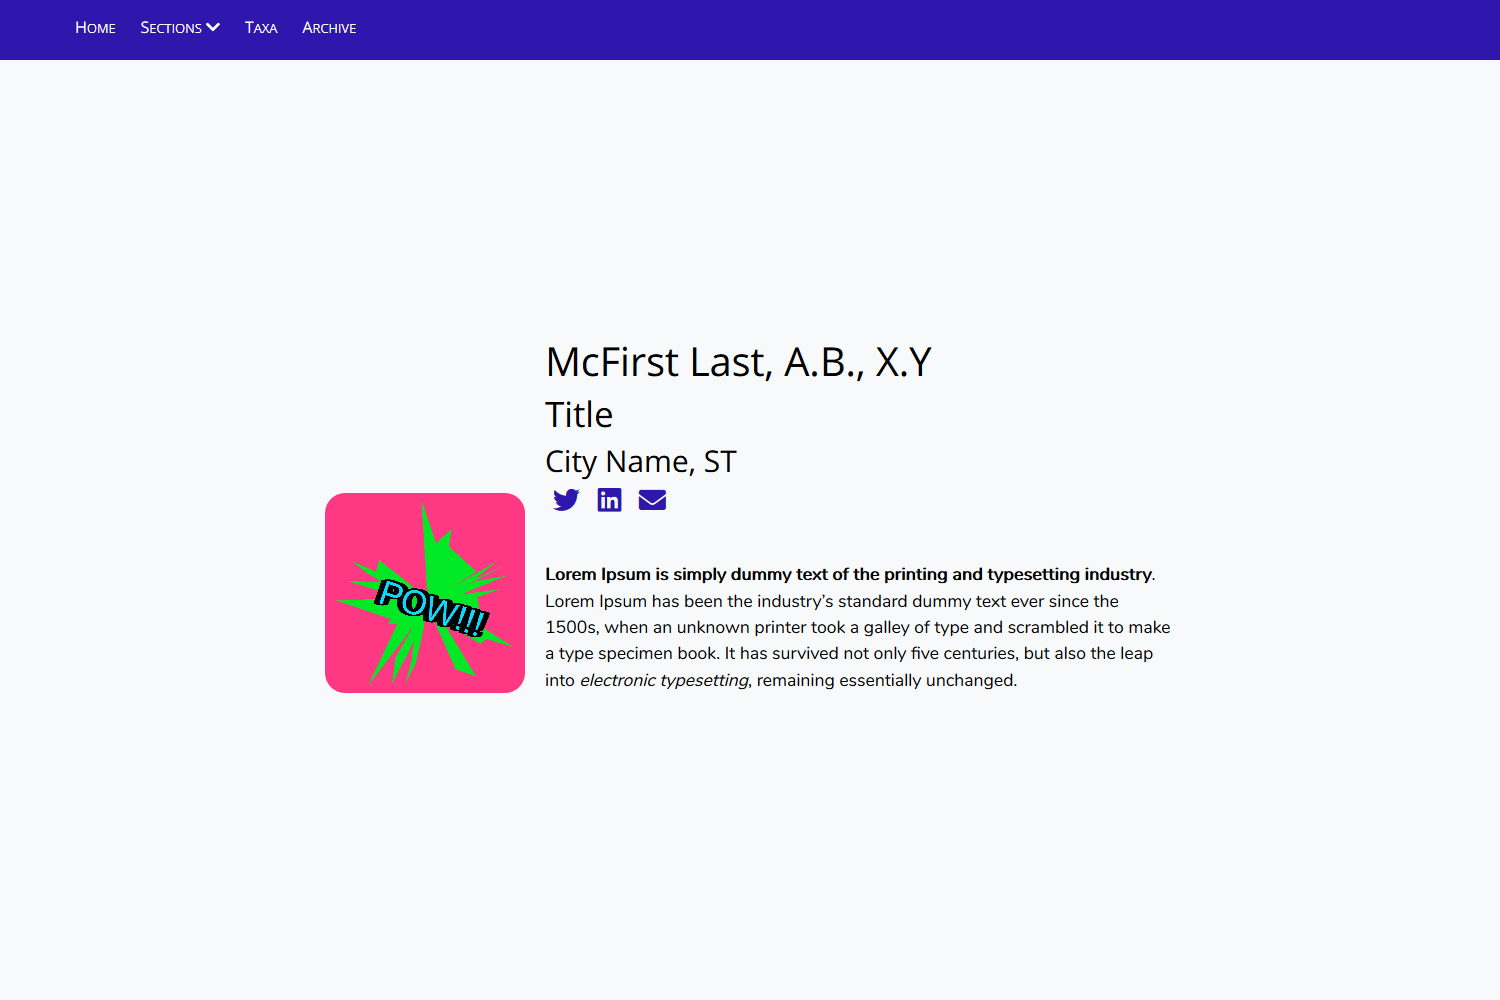 Home Sections Taxa Archive
McFirst Last, A.B., X.Y
Title
City Name, ST
in
POW!!!
Lorem Ipsum is simply dummy text of the printing and typesetting industry.
Lorem Ipsum has been the industry’s standard dummy text ever since the
1500s, when an unknown printer took a galley of type and scrambled it to make
a type specimen book. It has survived not only five centuries, but also the leap
into electronic typesetting, remaining essentially unchanged.